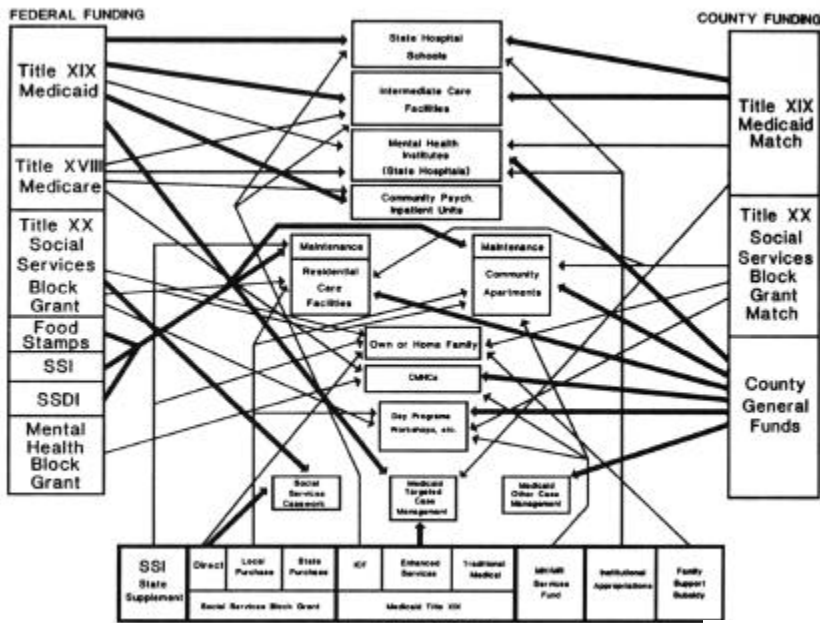 FEDERAL FUNDING
COUNTY FUNDING
Title XIX
Medicaid
Title XVIII
Medicare
Title XX
Social
Services
Block
Grant
Food
Stamps
SSI
SSDI
Mental
Health
Block
Grant
State Hospital
Schools
Intermediate Care
Facilities
Mental Health
Institutes
(State Hospitals)
Community Psych.
Inpatient Units
Maintenance
Residential
Care
Facilities
Maintenance
Community
Apartments
Own or Home Family
CMHCs
Day Programs
Workshops, etc.
Social
Services
Casework
Medicaid
Targeted
Case
Management
Medicaid
Other Case
Management
Title XIX
Medicaid
Match
Title XX
Social
Services
Block
Grant
Match
County
General
Funds
SSI
State
Supplement
Direct
Local
Purchase
State
Purchase
Social Services Block Grant
ICF
Enhanced
Services
Traditional
Medical
Medicaid Title XIX
Services
Fund
Institutional
Appropriations
Family
Support
Subsidy